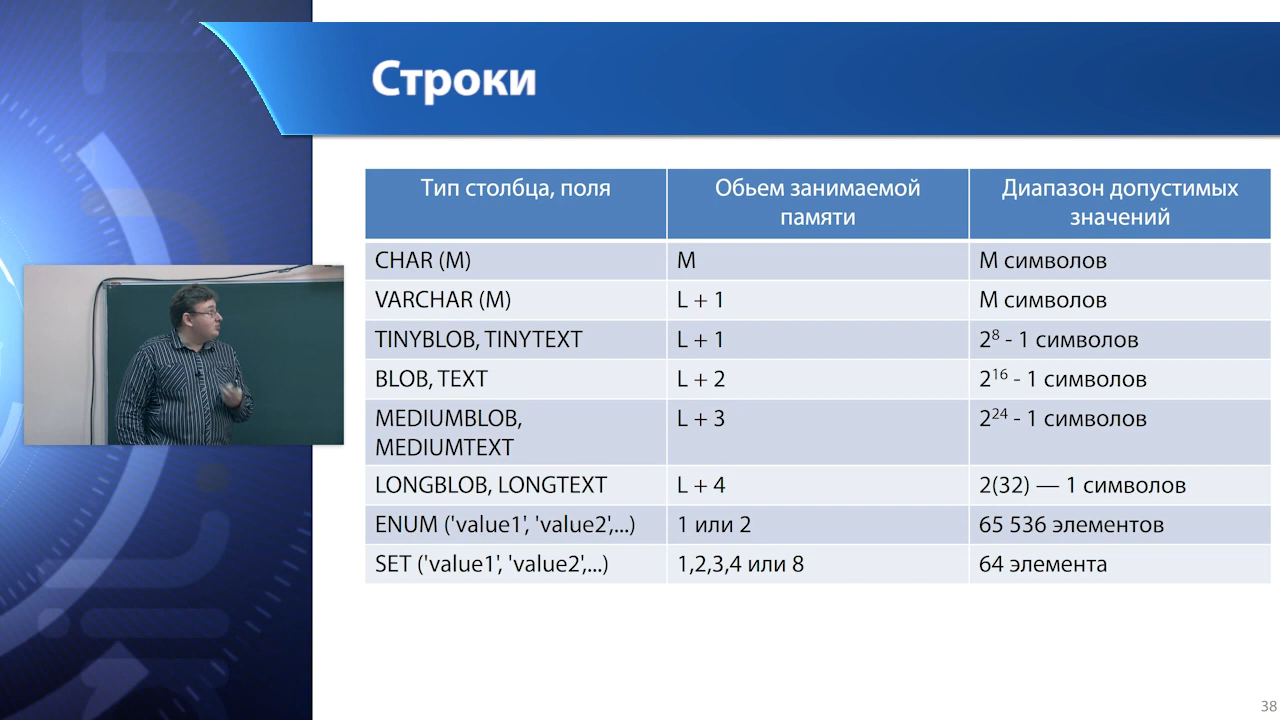 Строки
Тип столбца, поля
Обьем занимаемой
памяти
Диапазон допустимых
значений
CHAR (M)
M
M символов
VARCHAR (M)
L + 1
M символов
TINYBLOB, TINYTEXT
L + 1
2⁸ - 1 символов
BLOB, TEXT
L + 2
2¹⁶ - 1 символов
MEDIUMBLOB,
MEDIUMTEXT
L + 3
2²⁴ - 1 символов
LONGBLOB, LONGTEXT
L + 4
2(32) — 1 символов
ENUM ('value1', 'value2',...)
1 или 2
65 536 элементов
SET ('value1', 'value2',...)
1,2,3,4 или 8
64 элемента
38